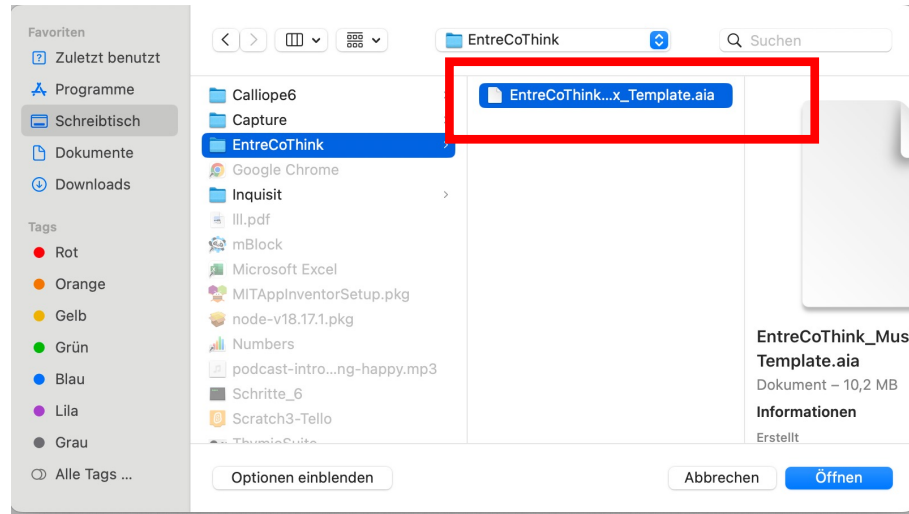 Favoriten
Zuletzt benutzt
Programme
Schreibtisch
Dokumente
Downloads
Tags
Rot
Orange
Gelb
Grün
Blau
Lila
Grau
Alle Tags ...
EntreCoThink
Suchen
Calliope6
Capture
EntreCoThink
Google Chrome
Inquisit
lll.pdf
mBlock
Microsoft Excel
MITAppInventorSetup.pkg
node-v18.17.1.pkg
Numbers
podcast-intro...ng-happy.mp3
Schritte_6
Scratch3-Tello
ThymioSuite
EntreCoThink...x_Template.aia
EntreCoThink_Mus
Template.aia
Dokument – 10,2 MB
Informationen
Erstellt
Optionen einblenden
Abbrechen
Öffnen